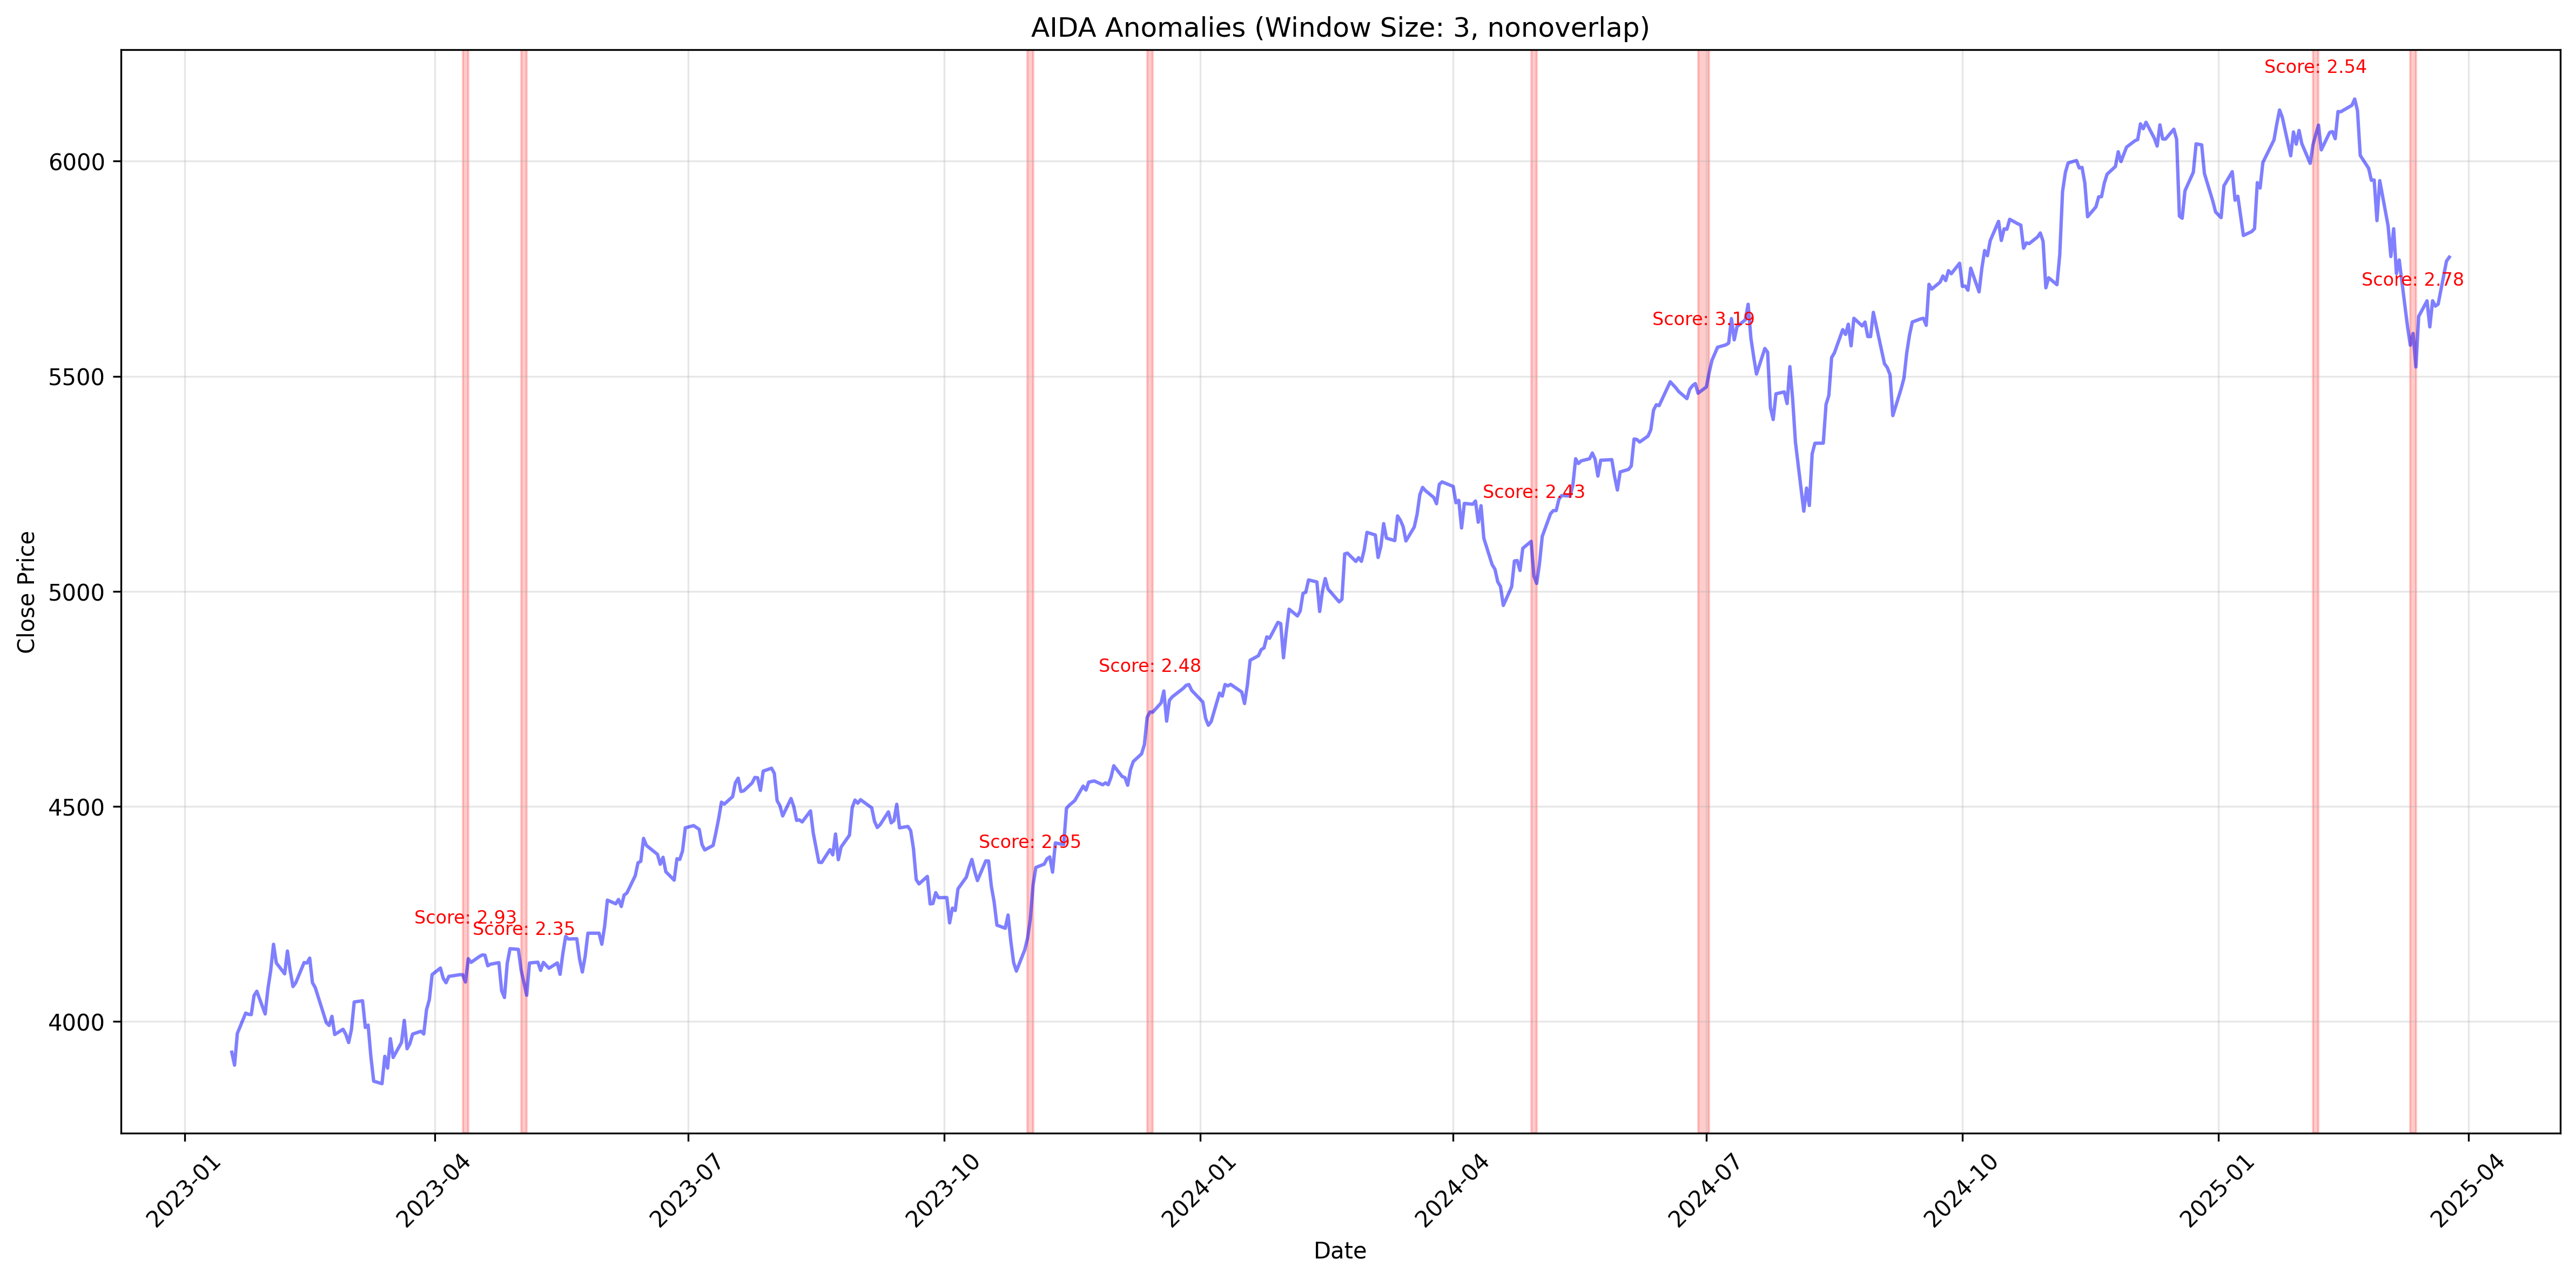 AIDA Anomalies (Window Size: 3, nonoverlap)
Score: 2.54
Score: 2.78
Score: 3.19
Score: 2.43
Score: 2.48
Score: 2.95
Score: 2.93
Score: 2.35
6000
5500
5000
4500
4000
Close Price
2023-01
2023-04
2023-07
2023-10
2024-01
2024-04
2024-07
2024-10
2025-01
2025-04
Date